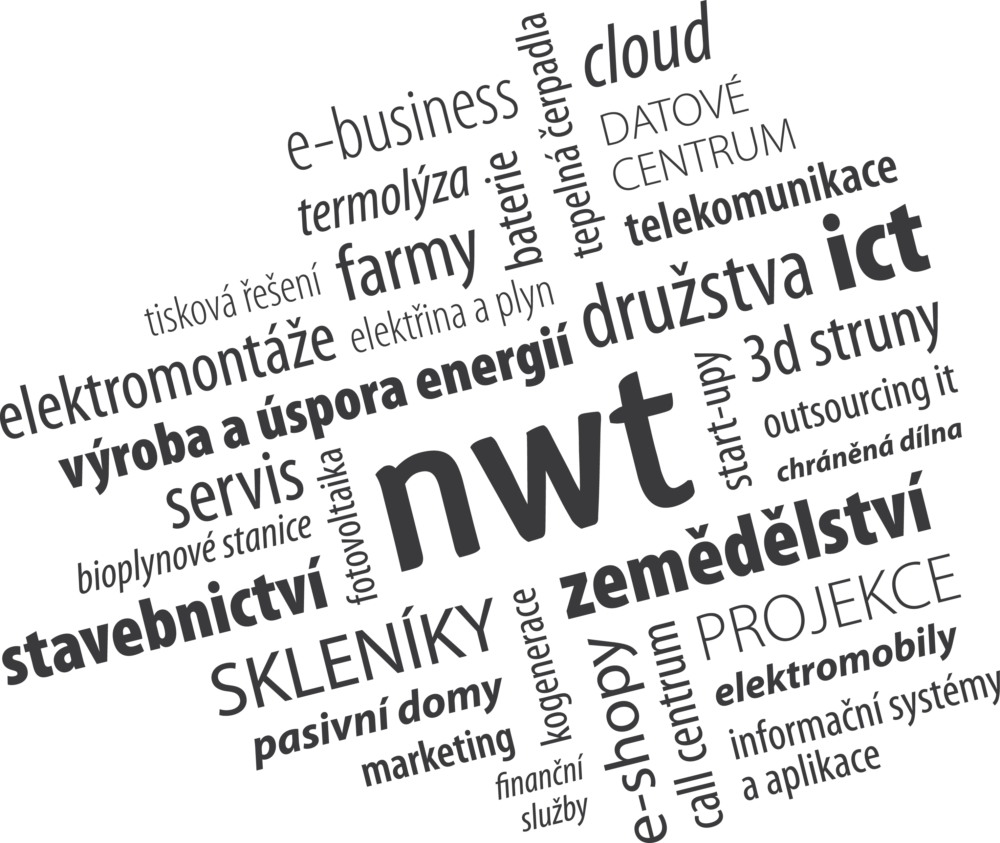 cloud
tepelná čerpadla
e-business
DATOVÉ
CENTRUM
baterie
termolýza
telekomunikace
ict
farmy
družstva
tisková řešení
elektřina a plyn
3d struny
elektromontáže
výroba a úspora energií
start-upy
outsourcing it
nwt
chráněná dílna
servis
fotovoltaika
bioplynové stanice
zemědělství
stavebnictví
PROJEKCE
SKLENÍKY
kogenerace
e-shopy
call centrum
elektromobily
pasivní domy
informační systémy
a aplikace
marketing
finanční
služby